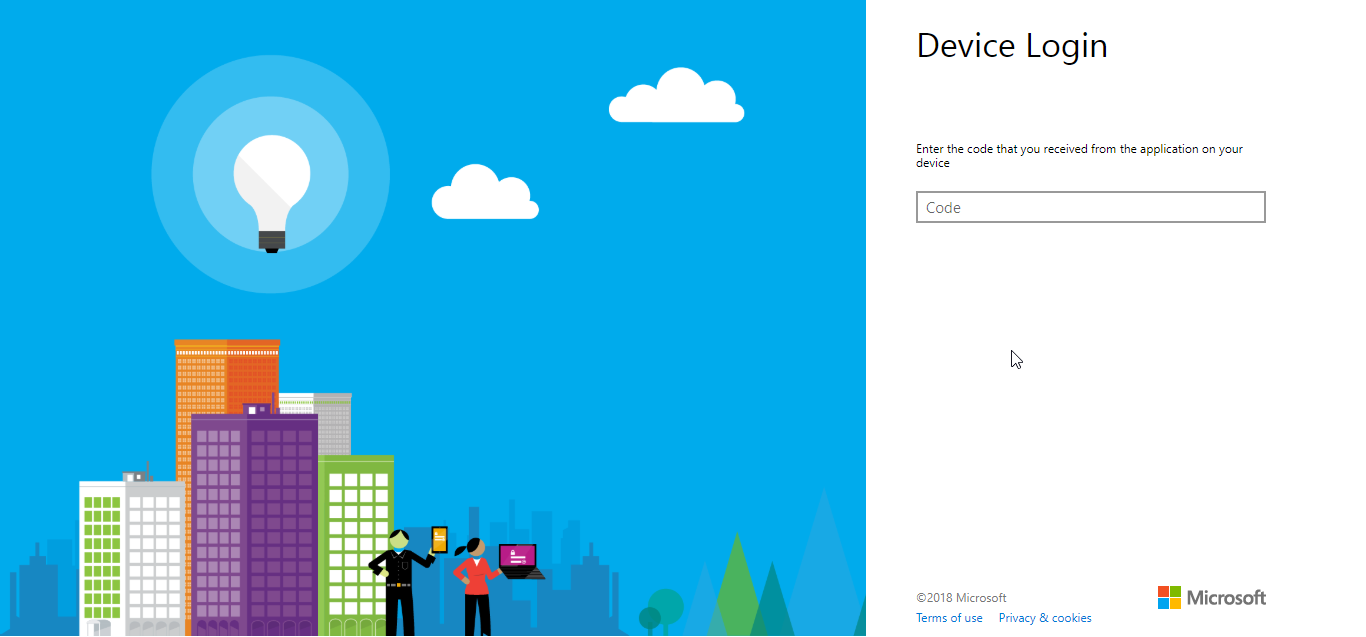 Device Login
Enter the code that you received from the application on your
device
Code
©2018 Microsoft
Terms of use Privacy & cookies
Microsoft